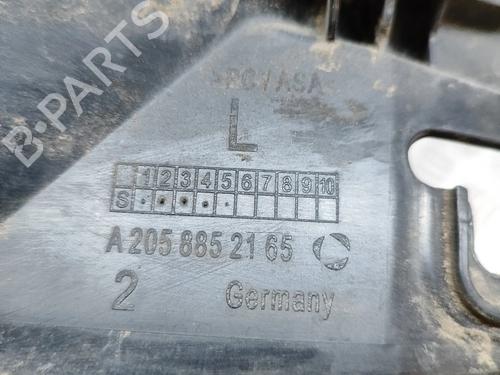 B-PARTS
>PC/ASA<
L
1 2 3 4 5 6 7 8 9 10
S
A 205 885 21 65
2 Germany